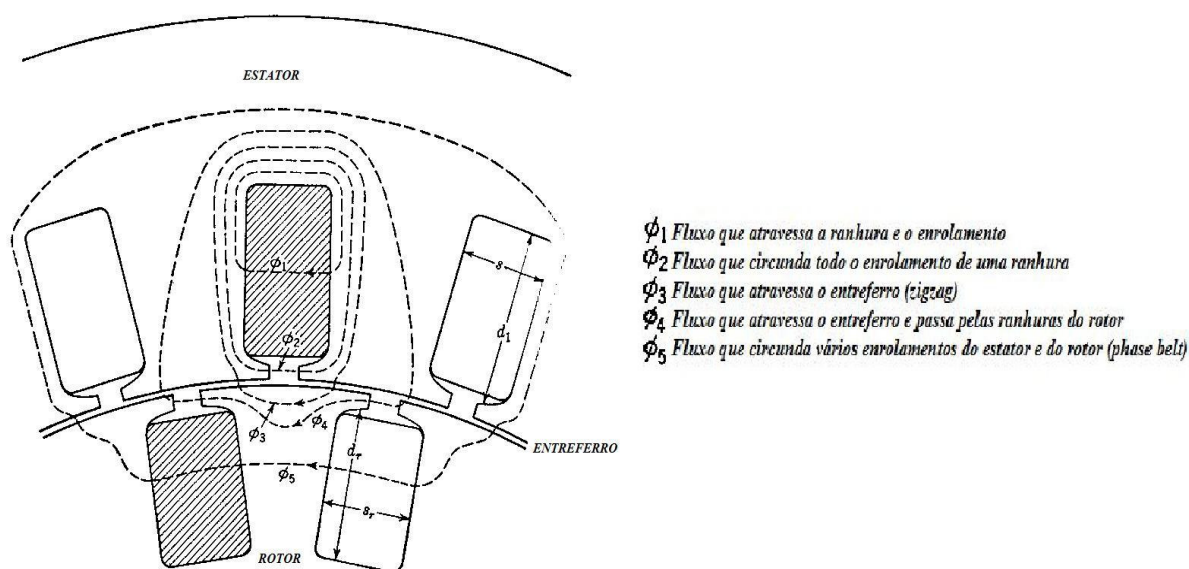 ESTATOR
ϕ1
s
d1
ϕ2
ϕ3
ϕ4
dr
ENTREFERRO
ϕ5
sr
ROTOR
ϕ1 Fluxo que atravessa a ranhura e o enrolamento
ϕ2 Fluxo que circunda todo o enrolamento de uma ranhura
ϕ3 Fluxo que atravessa o entreferro (zigzag)
ϕ4 Fluxo que atravessa o entreferro e passa pelas ranhuras do rotor
ϕ5 Fluxo que circunda vários enrolamentos do estator e do rotor (phase belt)